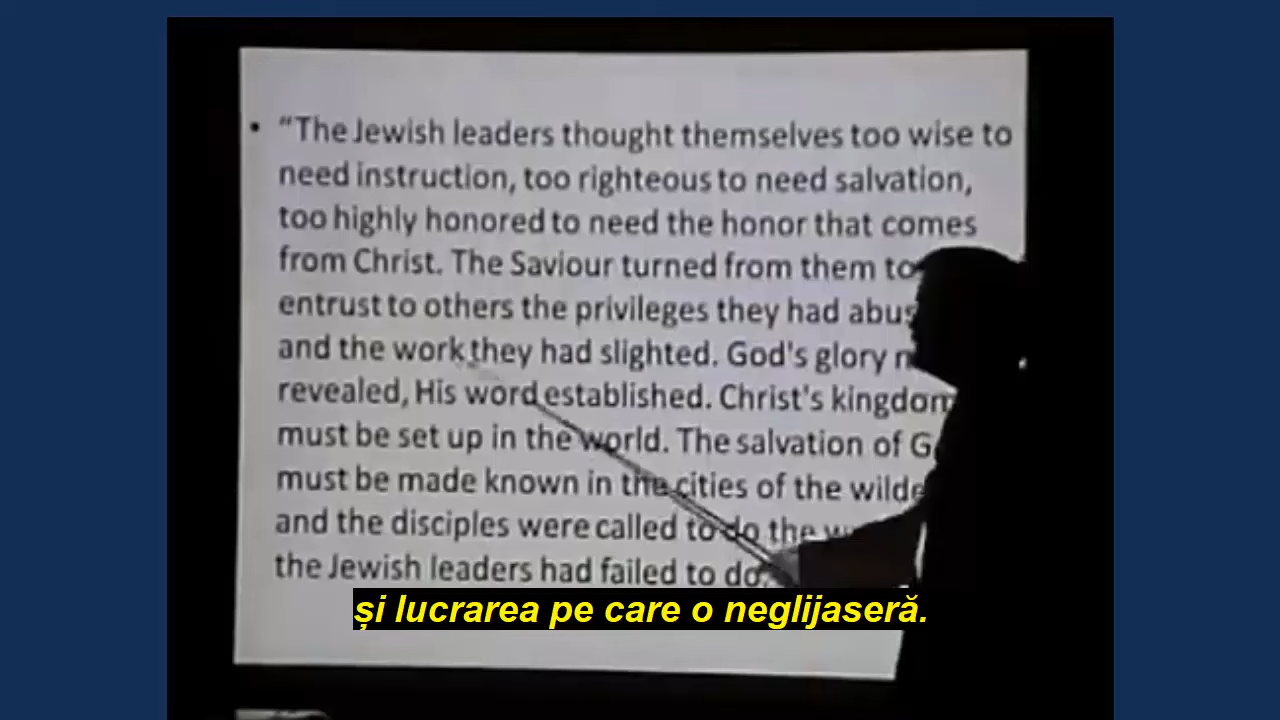 • “The Jewish leaders thought themselves too wise to
need instruction, too righteous to need salvation,
too highly honored to need the honor that comes
from Christ. The Saviour turned from them to
entrust to others the privileges they had
and the work they had slighted. God's glory
revealed, His word established. Christ's kingdom
must be set up in the world. The salvation of
must be made known in the cities of the
and the disciples were called to do the
the Jewish leaders had failed to do.
și lucrarea pe care o neglijaseră.